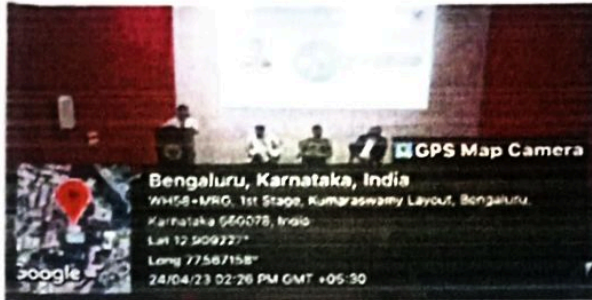 GPS Map Camera
Bengaluru, Karnataka, India
WH58+MRG, 1st Stage, Kumaraswamy Layout, Bengaluru,
Karnataka 560078, India
Lat 12.909227°
Long 77.567158°
24/04/23 02:26 PM GMT +05:30
Google